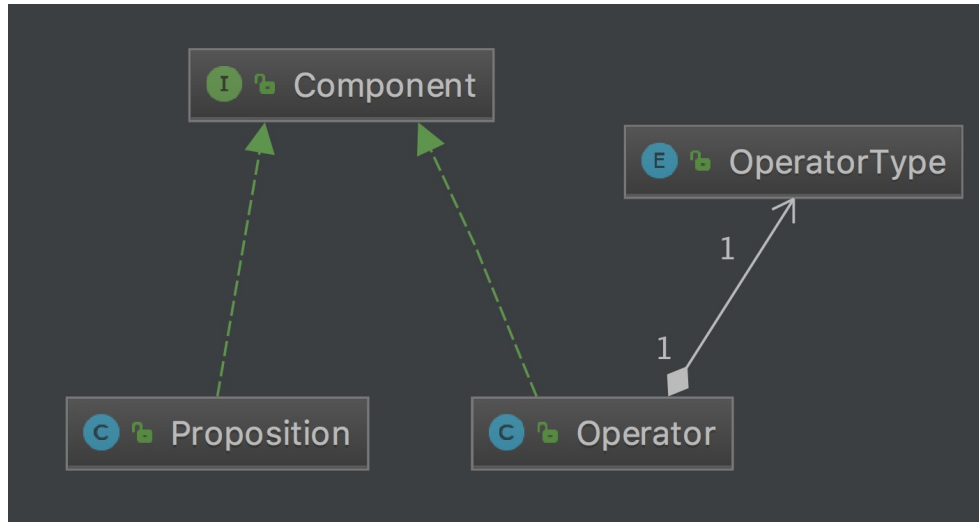 I Component
E OperatorType
1
1
C Proposition
C Operator